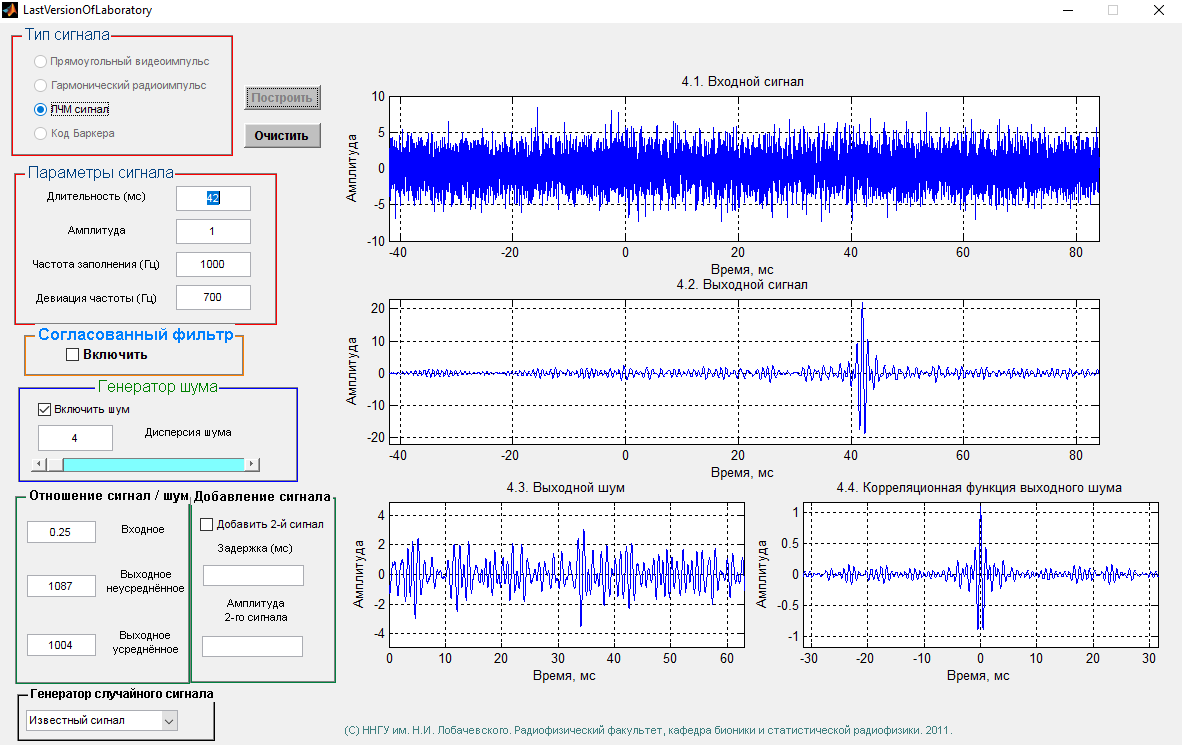 LastVersionOfLaboratory
Тип сигнала
Прямоугольный видеоимпульс
Гармонический радиоимпульс
ЛЧМ сигнал
Код Баркера
Построить
Очистить
Параметры сигнала
Длительность (мс)
42
Амплитуда
1
Частота заполнения (Гц)
1000
Девиация частоты (Гц)
700
Согласованный фильтр
Включить
Генератор шума
Включить шум
4
Дисперсия шума
Отношение сигнал / шум
0.25
Входное
1087
Выходное
неусреднённое
1004
Выходное
усреднённое
Добавление сигнала
Добавить 2-й сигнал
Задержка (мс)
Амплитуда
2-го сигнала
Генератор случайного сигнала
Известный сигнал
4.1. Входной сигнал
Амплитуда
10
5
0
-5
-10
-40 -20 0 20 40 60 80
Время, мс
4.2. Выходной сигнал
Амплитуда
20
10
0
-10
-20
-40 -20 0 20 40 60 80
Время, мс
4.3. Выходной шум
Амплитуда
4
2
0
-2
-4
0 10 20 30 40 50 60
Время, мс
4.4. Корреляционная функция выходного шума
Амплитуда
1
0.5
0
-0.5
-1
-30 -20 -10 0 10 20 30
Время, мс
(С) ННГУ им. Н.И. Лобачевского. Радиофизический факультет, кафедра бионики и статистической радиофизики. 2011.